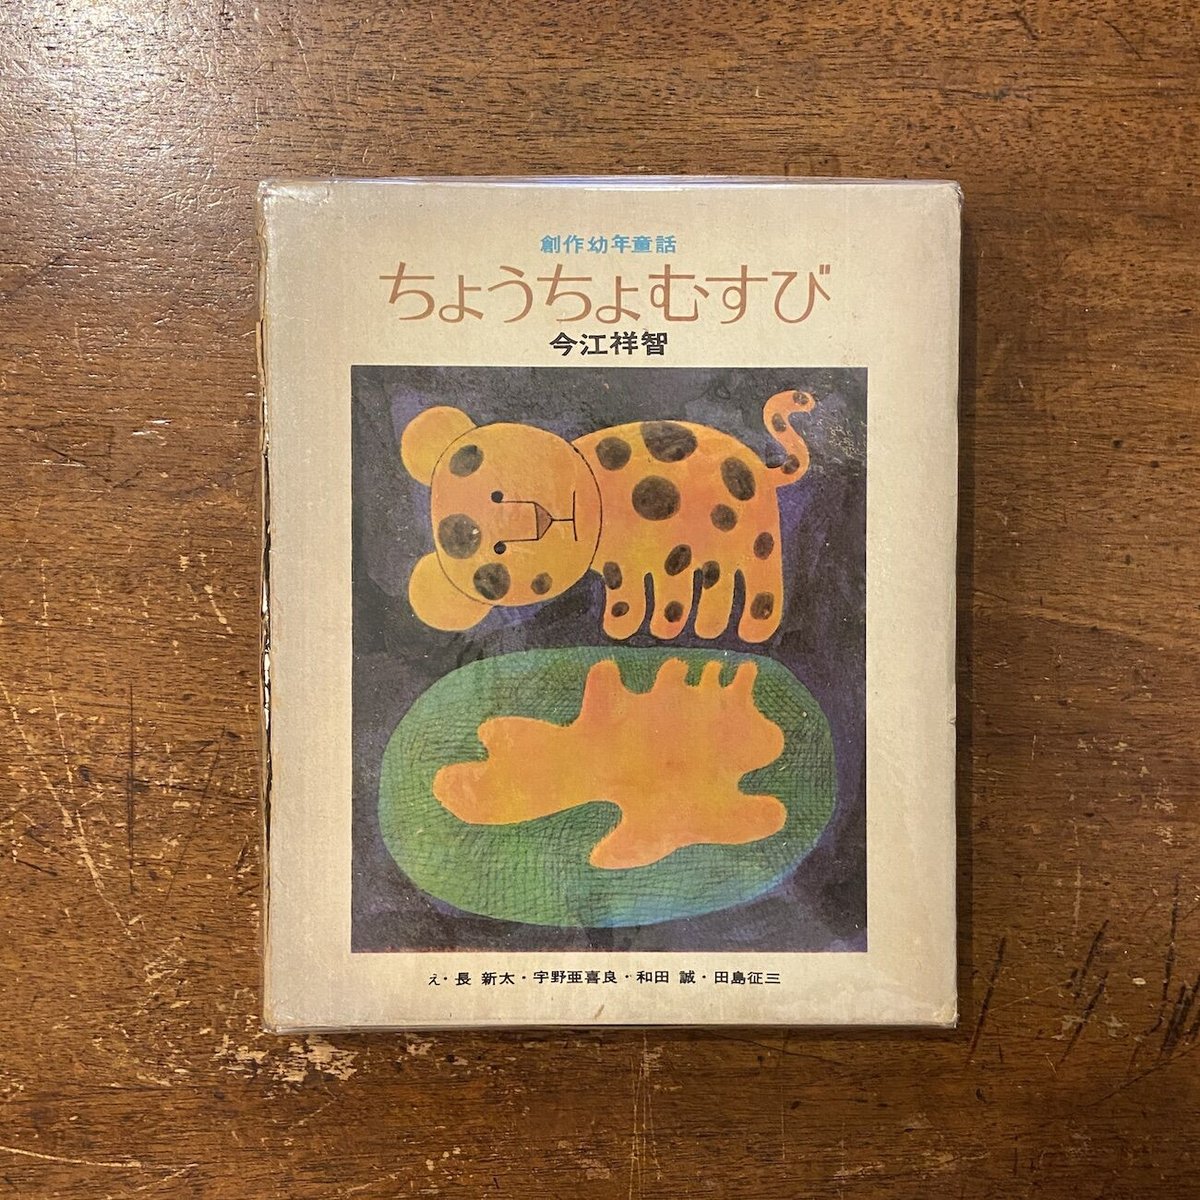 創作幼年童話
ちょうちょむすび
今江祥智
え・長 新太・宇野亜喜良・和田 誠・田島征三